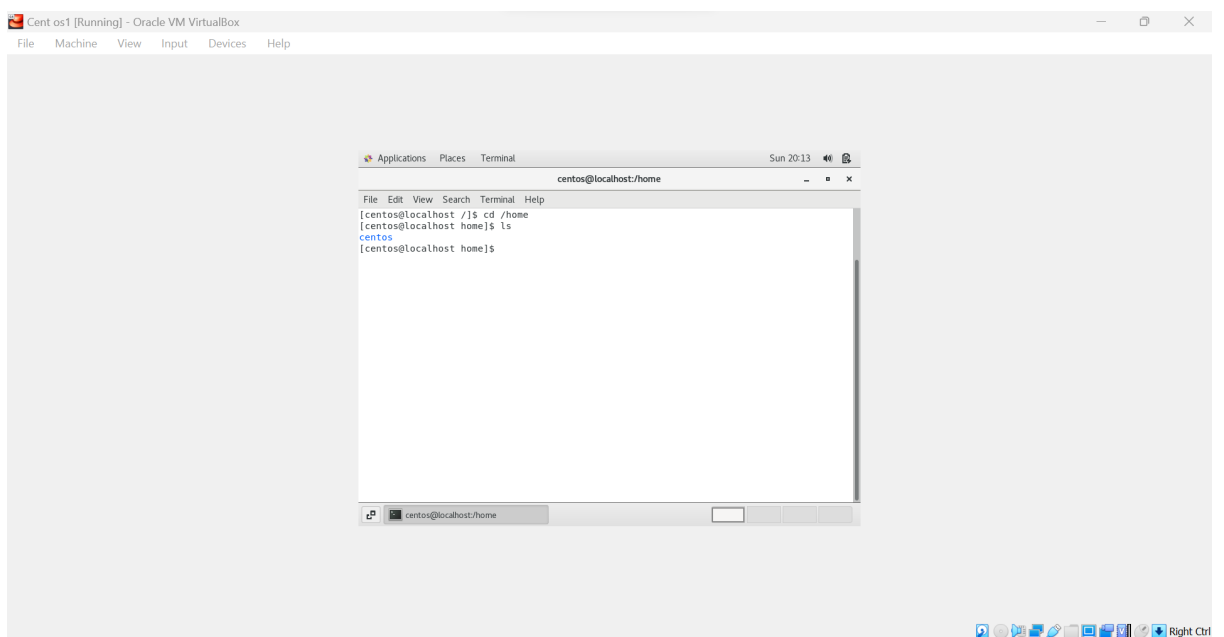 Cent os1 [Running] - Oracle VM VirtualBox
File Machine View Input Devices Help
Applications Places Terminal Sun 20:13
centos@localhost:/home
File Edit View Search Terminal Help
[centos@localhost /]$ cd /home
[centos@localhost home]$ ls
centos
[centos@localhost home]$
centos@localhost:/home
Right Ctrl